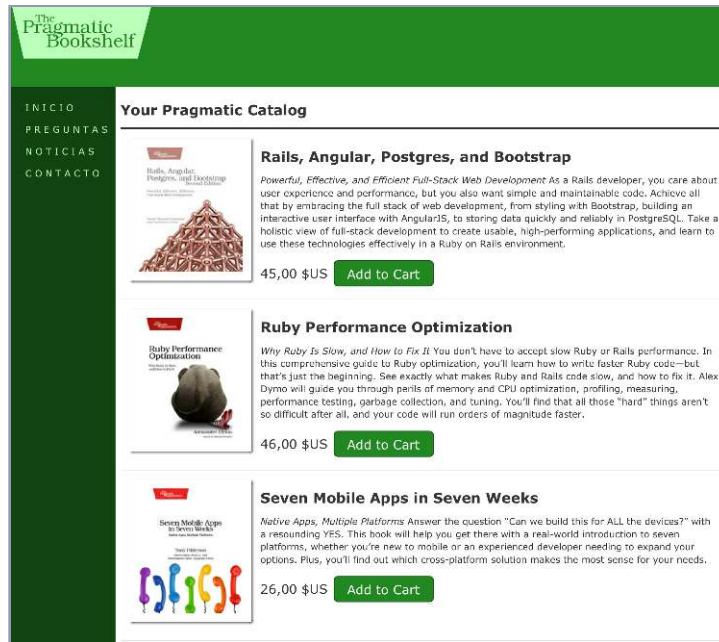 The
Pragmatic
Bookshelf
INICIO
PREGUNTAS
NOTICIAS
CONTACTO
Your Pragmatic Catalog
Rails, Angular,
Postgres, and Bootstrap
Second Edition
Rails, Angular, Postgres, and Bootstrap
Powerful, Effective, and Efficient Full-Stack Web Development As a Rails developer, you care about
user experience and performance, but you also want simple and maintainable code. Achieve all
that by embracing the full stack of web development, from styling with Bootstrap, building an
interactive user interface with AngularJS, to storing data quickly and reliably in PostgreSQL. Take a
holistic view of full-stack development to create usable, high-performing applications, and learn to
use these technologies effectively in a Ruby on Rails environment.
45,00 $US Add to Cart
Ruby Performance
Optimization
Ruby Performance Optimization
Why Ruby Is Slow, and How to Fix It You don't have to accept slow Ruby or Rails performance. In
this comprehensive guide to Ruby optimization, you'll learn how to write faster Ruby code—but
that's just the beginning. See exactly what makes Ruby and Rails code slow, and how to fix it. Alex
Dymo will guide you through perils of memory and CPU optimization, profiling, measuring,
performance testing, garbage collection, and tuning. You'll find that all those “hard” things aren't
so difficult after all, and your code will run orders of magnitude faster.
46,00 $US Add to Cart
Seven Mobile Apps
in Seven Weeks
Native Apps, Multiple Platforms
Seven Mobile Apps in Seven Weeks
Native Apps, Multiple Platforms Answer the question “Can we build this for ALL the devices?” with
a resounding YES. This book will help you get there with a real-world introduction to seven
platforms, whether you're new to mobile or an experienced developer needing to expand your
options. Plus, you'll find out which cross-platform solution makes the most sense for your needs.
26,00 $US Add to Cart